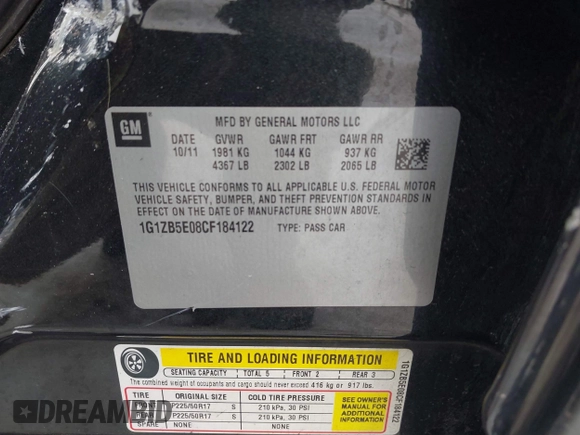 GM
MFD BY GENERAL MOTORS LLC
DATE GVWR GAWR FRT GAWR RR
10/11 1981 KG 1044 KG 937 KG
4367 LB 2302 LB 2065 LB
THIS VEHICLE CONFORMS TO ALL APPLICABLE U.S. FEDERAL MOTOR
VEHICLE SAFETY, BUMPER, AND THEFT PREVENTION STANDARDS IN
EFFECT ON THE DATE OF MANUFACTURE SHOWN ABOVE.
1G1ZB5E08CF184122 TYPE: PASS CAR
TIRE AND LOADING INFORMATION
SEATING CAPACITY TOTAL 5 FRONT 2 REAR 3
The combined weight of occupants and cargo should never exceed 416 kg or 917 lbs.
TIRE ORIGINAL SIZE COLD TIRE PRESSURE
FRONT P225/50R17 S 210 kPa, 30 PSI
REAR P225/50R17 S 210 kPa, 30 PSI
SPARE NONE NONE
SEE OWNER'S
MANUAL FOR
ADDITIONAL
INFORMATION
1G1ZB5E08CF184122
DREAMBID